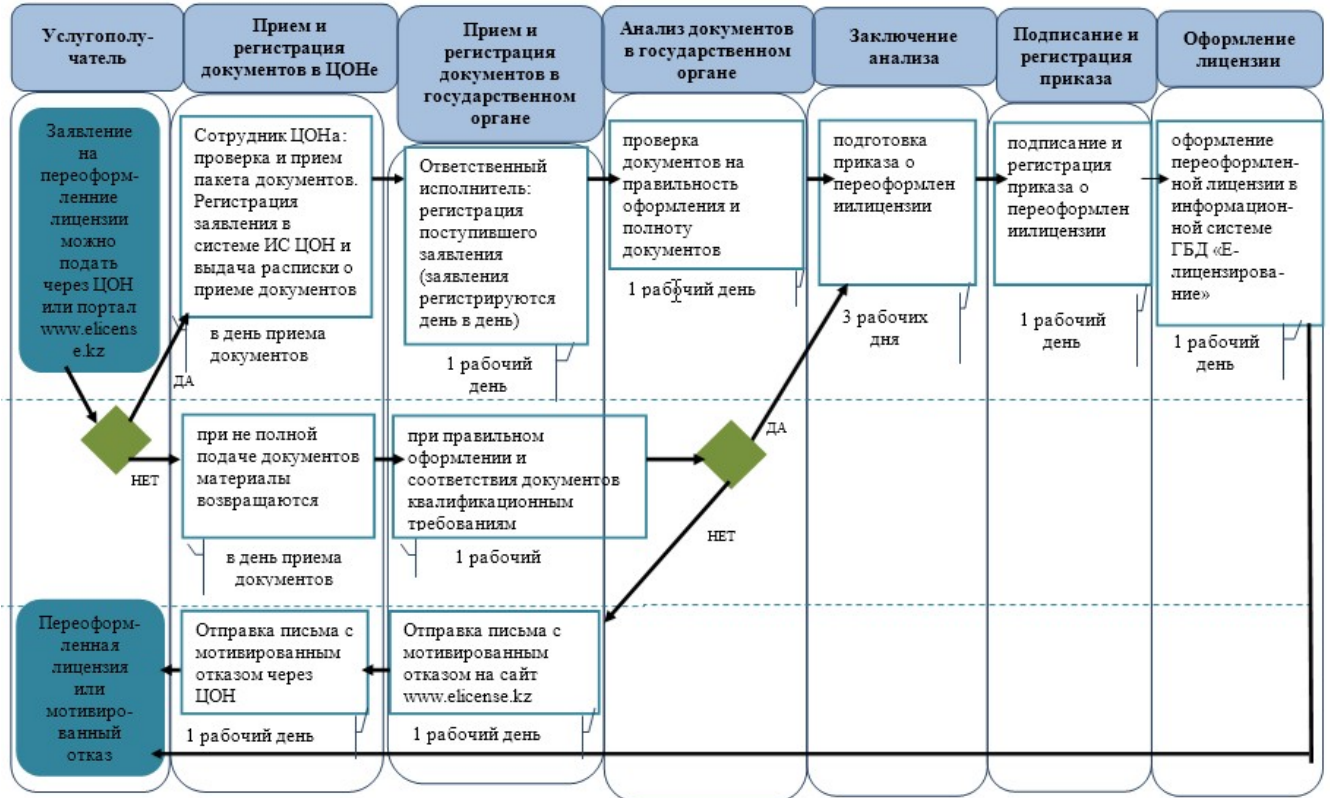 Услугополу-
чатель
Прием и
регистрация
документов в ЦОНе
Прием и
регистрация
документов в
государственном
органе
Анализ документов
в государственном
органе
Заключение
анализа
Подписание и
регистрация
приказа
Оформление
лицензии
Заявление
на
переоформ-
ленние
лицензии
можно
подать
через ЦОН
или портал
www.elicens
e.kz
Сотрудник ЦОНа:
проверка и прием
пакета документов.
Регистрация
заявления в
системе ИС ЦОН и
выдача расписки о
приеме документов
в день приема
документов
Ответственный
исполнитель:
регистрация
поступившего
заявления
(заявления
регистрируются
день в день)
1 рабочий
день
проверка
документов на
правильность
оформления и
полноту
документов
1 рабочий день
подготовка
приказа о
переоформлен
иилицензии
3 рабочих
дня
подписание и
регистрация
приказа о
переоформлен
иилицензии
1 рабочий
день
оформление
переоформлен-
ной лицензии в
информацион-
ной системе
ГБД «Е-
лицензирова-
ние»
1 рабочий
день
ДА
НЕТ
при не полной
подаче документов
материалы
возвращаются
в день приема
документов
при правильном
оформлении и
соответствия документов
квалификационным
требованиям
1 рабочий
ДА
НЕТ
Переоформ-
ленная
лицензия
или
мотивиро-
ванный
отказ
Отправка письма с
мотивированным
отказом через
ЦОН
1 рабочий день
Отправка письма с
мотивированным
отказом на сайт
www.elicense.kz
1 рабочий день